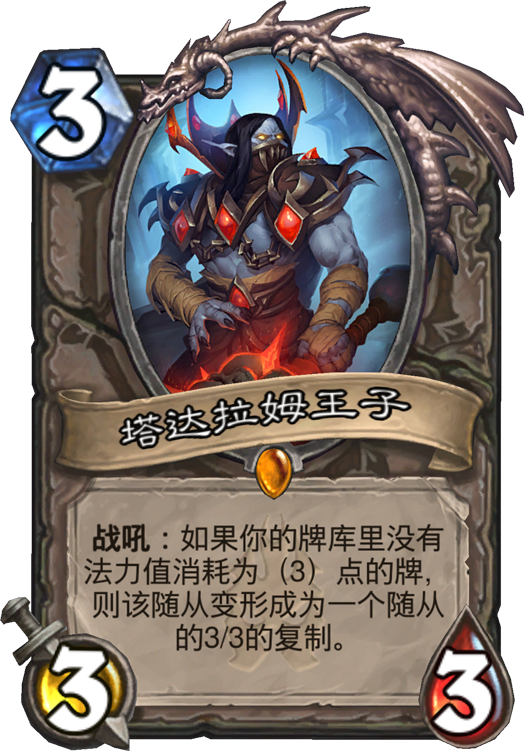 3
塔达拉姆王子
战吼：如果你的牌库里没有
法力值消耗为（3）点的牌，
则该随从变形成为一个随从
的3/3的复制。
3
3